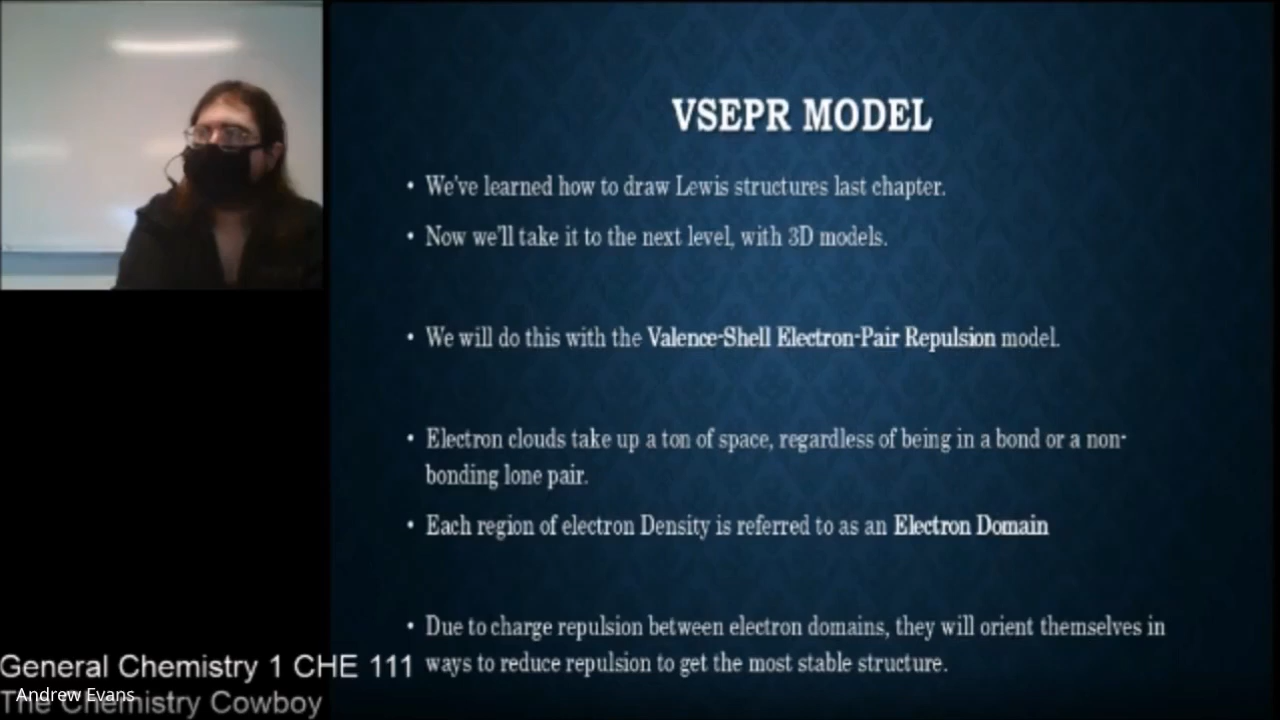 VSEPR MODEL
• We've learned how to draw Lewis structures last chapter.
• Now we'll take it to the next level, with 3D models.
• We will do this with the Valence-Shell Electron-Pair Repulsion model.
• Electron clouds take up a ton of space, regardless of being in a bond or a non-
bonding lone pair.
• Each region of electron Density is referred to as an Electron Domain
• Due to charge repulsion between electron domains, they will orient themselves in
ways to reduce repulsion to get the most stable structure.
General Chemistry 1 CHE 111
Andrew Evans
The Chemistry Cowboy